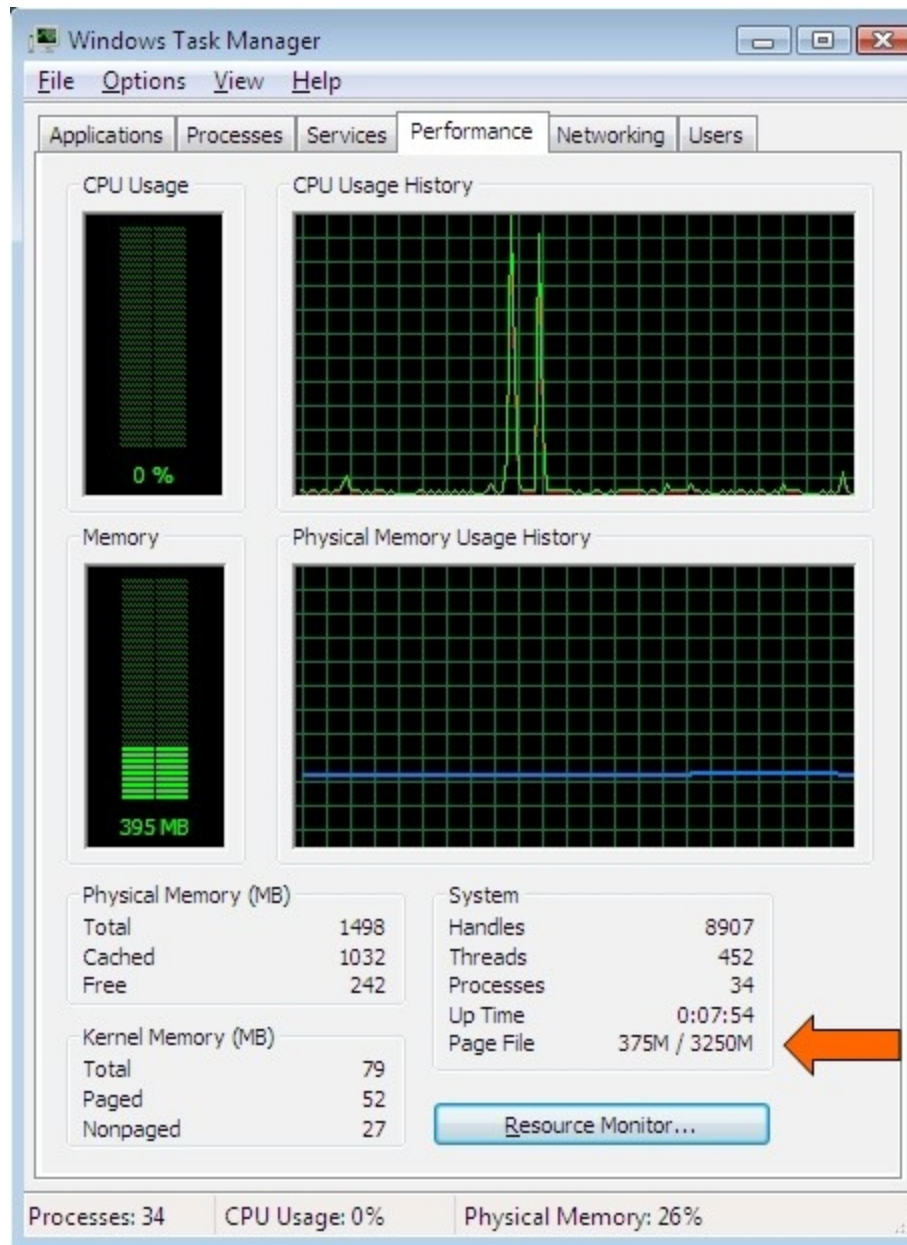 Windows Task Manager
File Options View Help
Applications Processes Services Performance Networking Users
CPU Usage
CPU Usage History
0 %
Memory
Physical Memory Usage History
395 MB
Physical Memory (MB)
Total 1498
Cached 1032
Free 242
Kernel Memory (MB)
Total 79
Paged 52
Nonpaged 27
System
Handles 8907
Threads 452
Processes 34
Up Time 0:07:54
Page File 375M / 3250M
Resource Monitor...
Processes: 34 CPU Usage: 0% Physical Memory: 26%